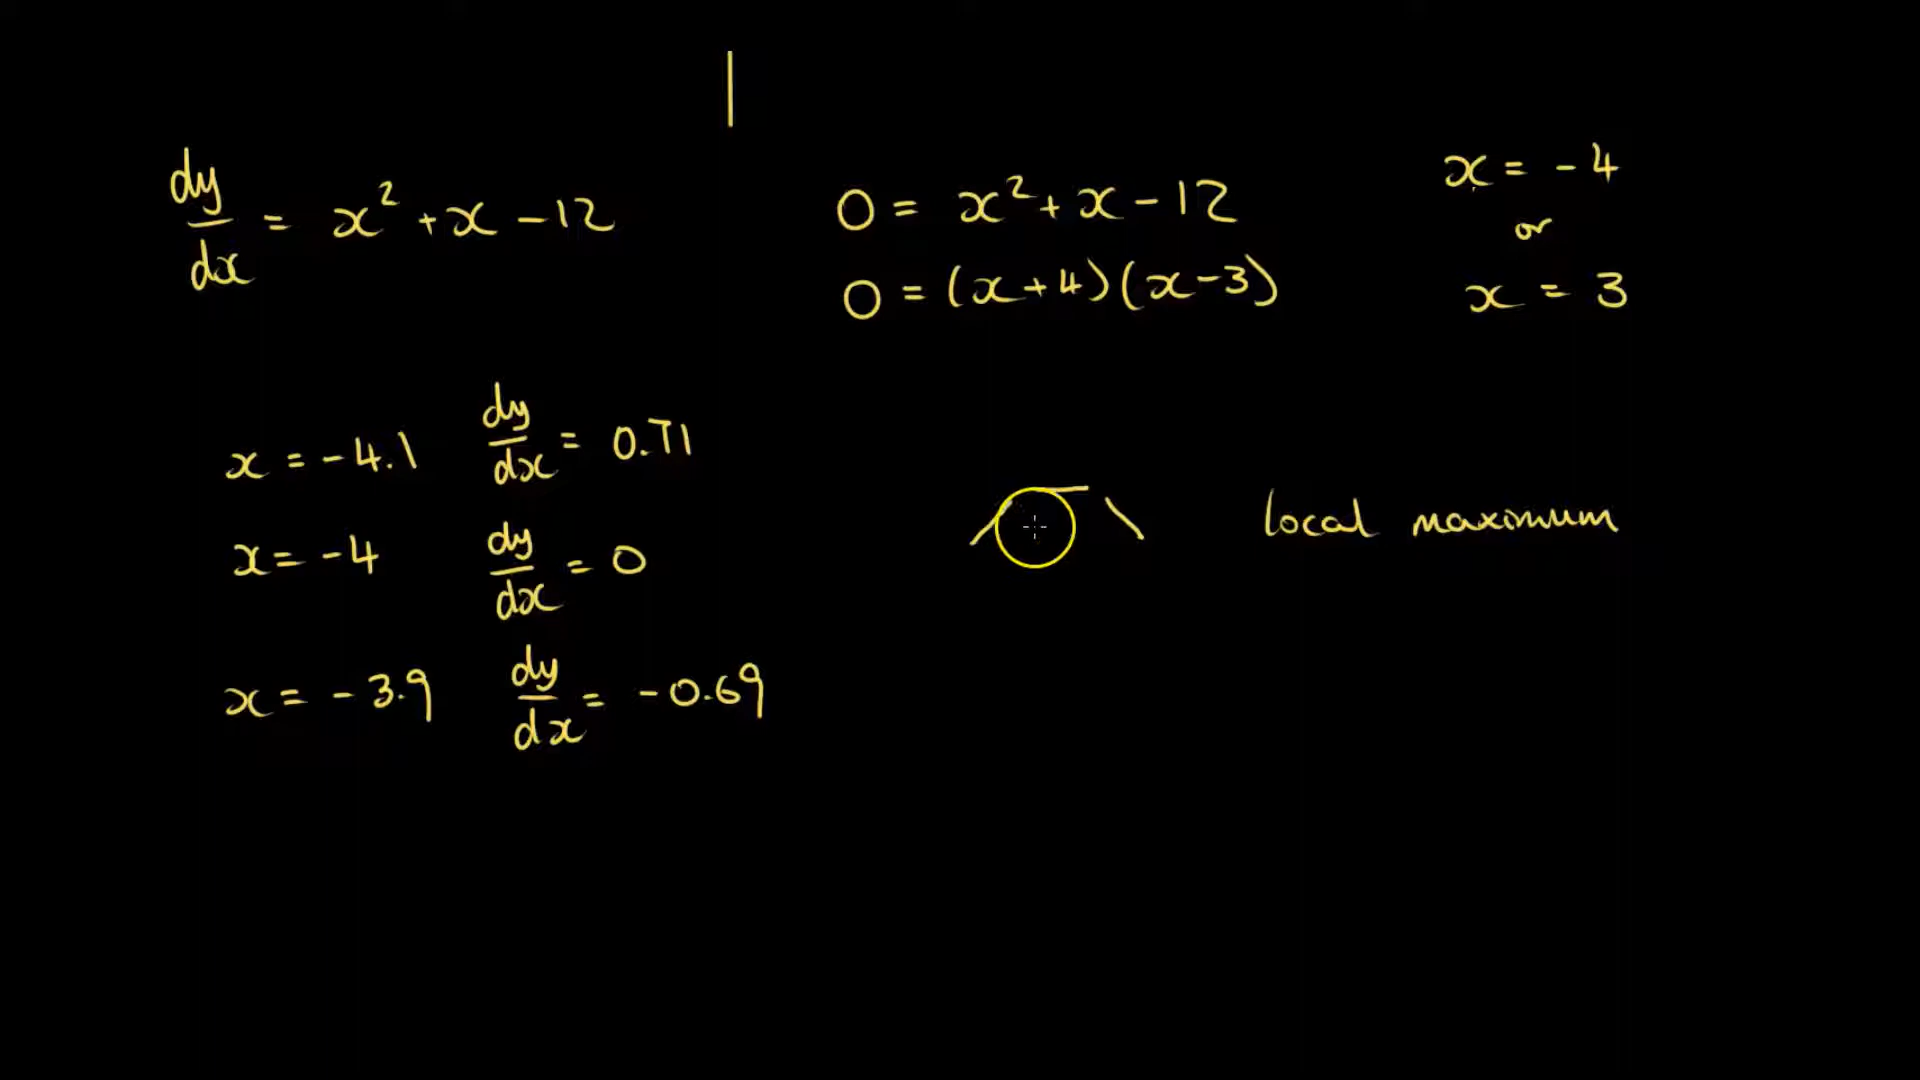 dy/dx = x² + x - 12
0 = x² + x - 12
0 = (x + 4)(x - 3)
x = -4
or
x = 3
x = -4.1 dy/dx = 0.71
x = -4 dy/dx = 0
x = -3.9 dy/dx = -0.69
local maximum